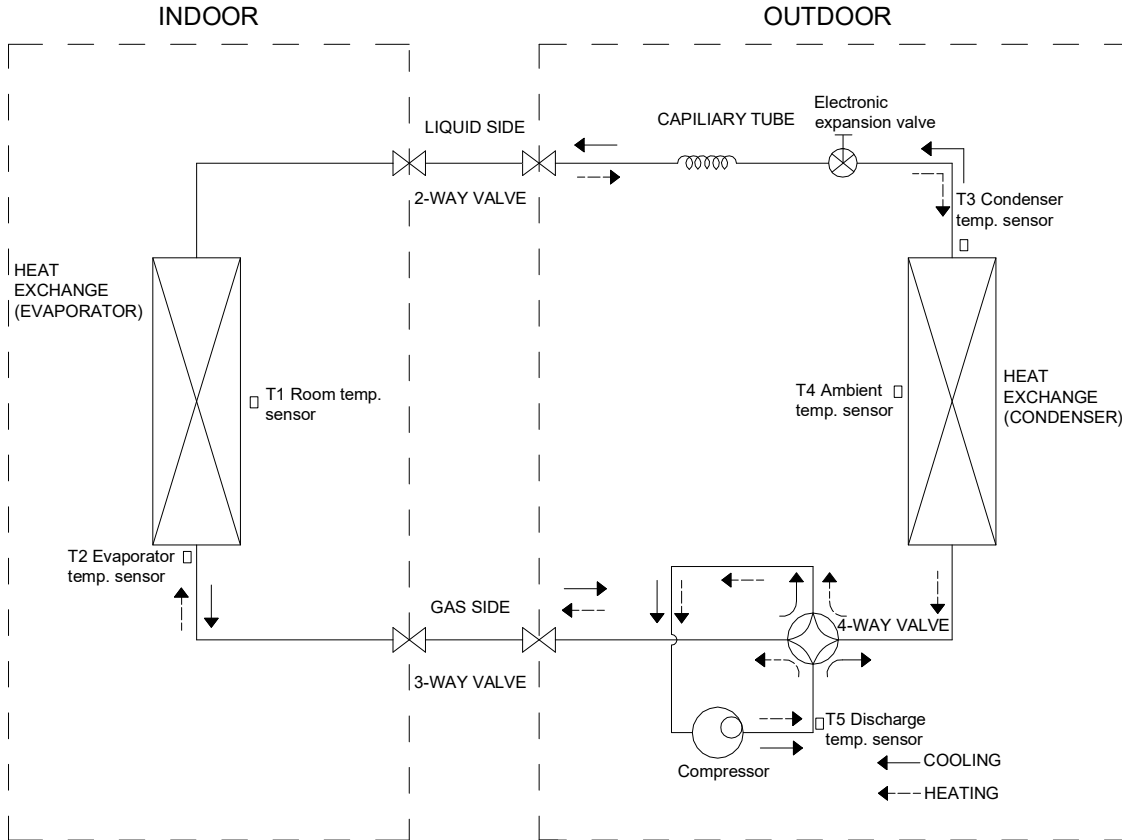 INDOOR
OUTDOOR
LIQUID SIDE
2-WAY VALVE
CAPILIARY TUBE
Electronic
expansion valve
T3 Condenser
temp. sensor
HEAT
EXCHANGE
(EVAPORATOR)
T1 Room temp.
sensor
T4 Ambient
temp. sensor
HEAT
EXCHANGE
(CONDENSER)
T2 Evaporator
temp. sensor
GAS SIDE
3-WAY VALVE
4-WAY VALVE
T5 Discharge
temp. sensor
Compressor
COOLING
HEATING